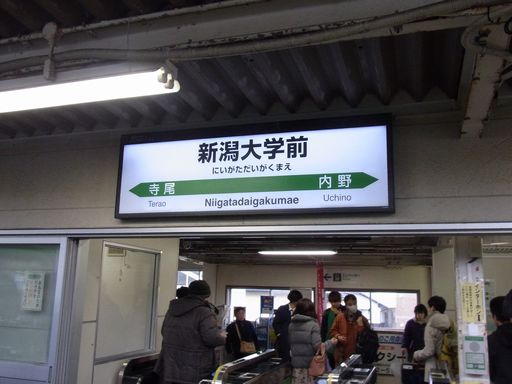 新潟大学前
にいがただいがくまえ
寺尾
内野
Terao
Niigatadaigakumae
Uchino